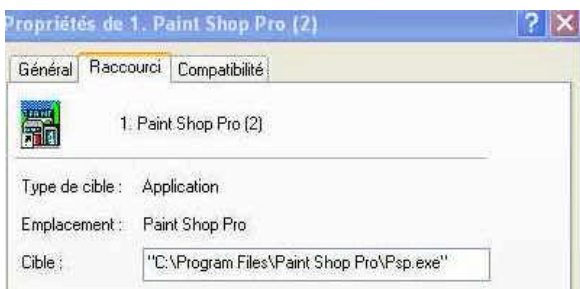 Propriétés de 1. Paint Shop Pro (2)
Général Raccourci Compatibilité
1. Paint Shop Pro (2)
Type de cible : Application
Emplacement : Paint Shop Pro
Cible : "C:\Program Files\Paint Shop Pro\Psp.exe"